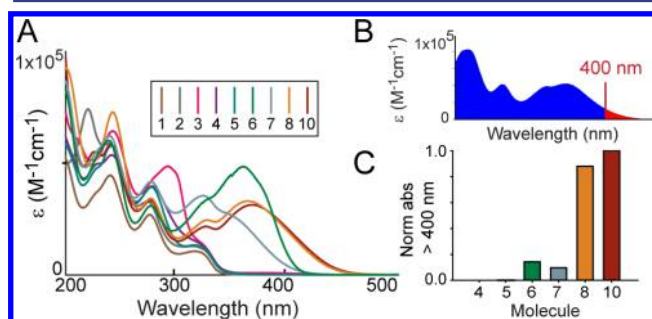 A
1x10⁵
ε (M⁻¹cm⁻¹)
0
1 2 3 4 5 6 7 8 10
200 300 400 500
Wavelength (nm)
B
1x10⁵
ε (M⁻¹cm⁻¹)
400 nm
Wavelength (nm)
C
Norm abs
> 400 nm
1.0
0.0
4 5 6 7 8 10
Molecule